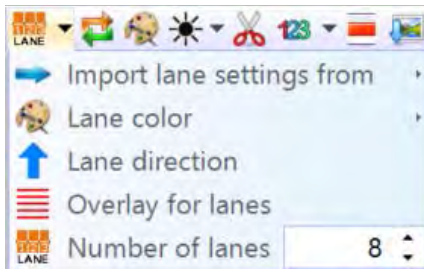 LANE 123
Import lane settings from
Lane color
Lane direction
Overlay for lanes
LANE Number of lanes 8